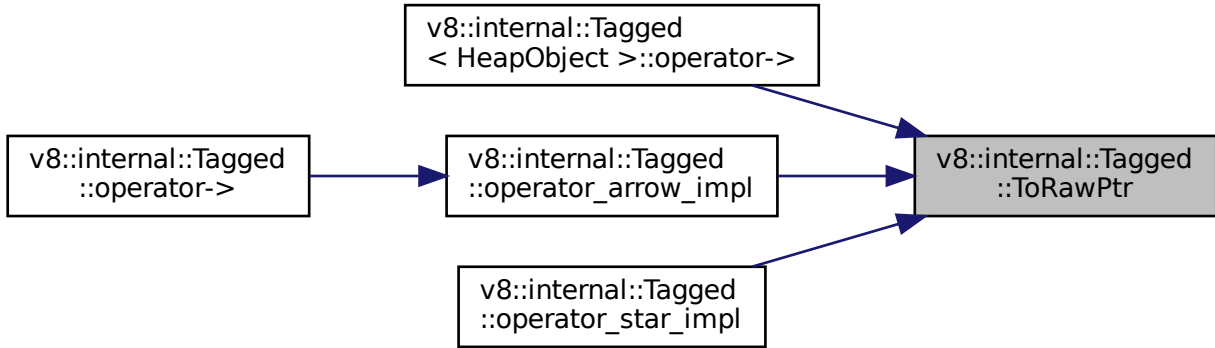 v8::internal::Tagged
< HeapObject >::operator->
v8::internal::Tagged
::operator->
v8::internal::Tagged
::operator_arrow_impl
v8::internal::Tagged
::ToRawPtr
v8::internal::Tagged
::operator_star_impl